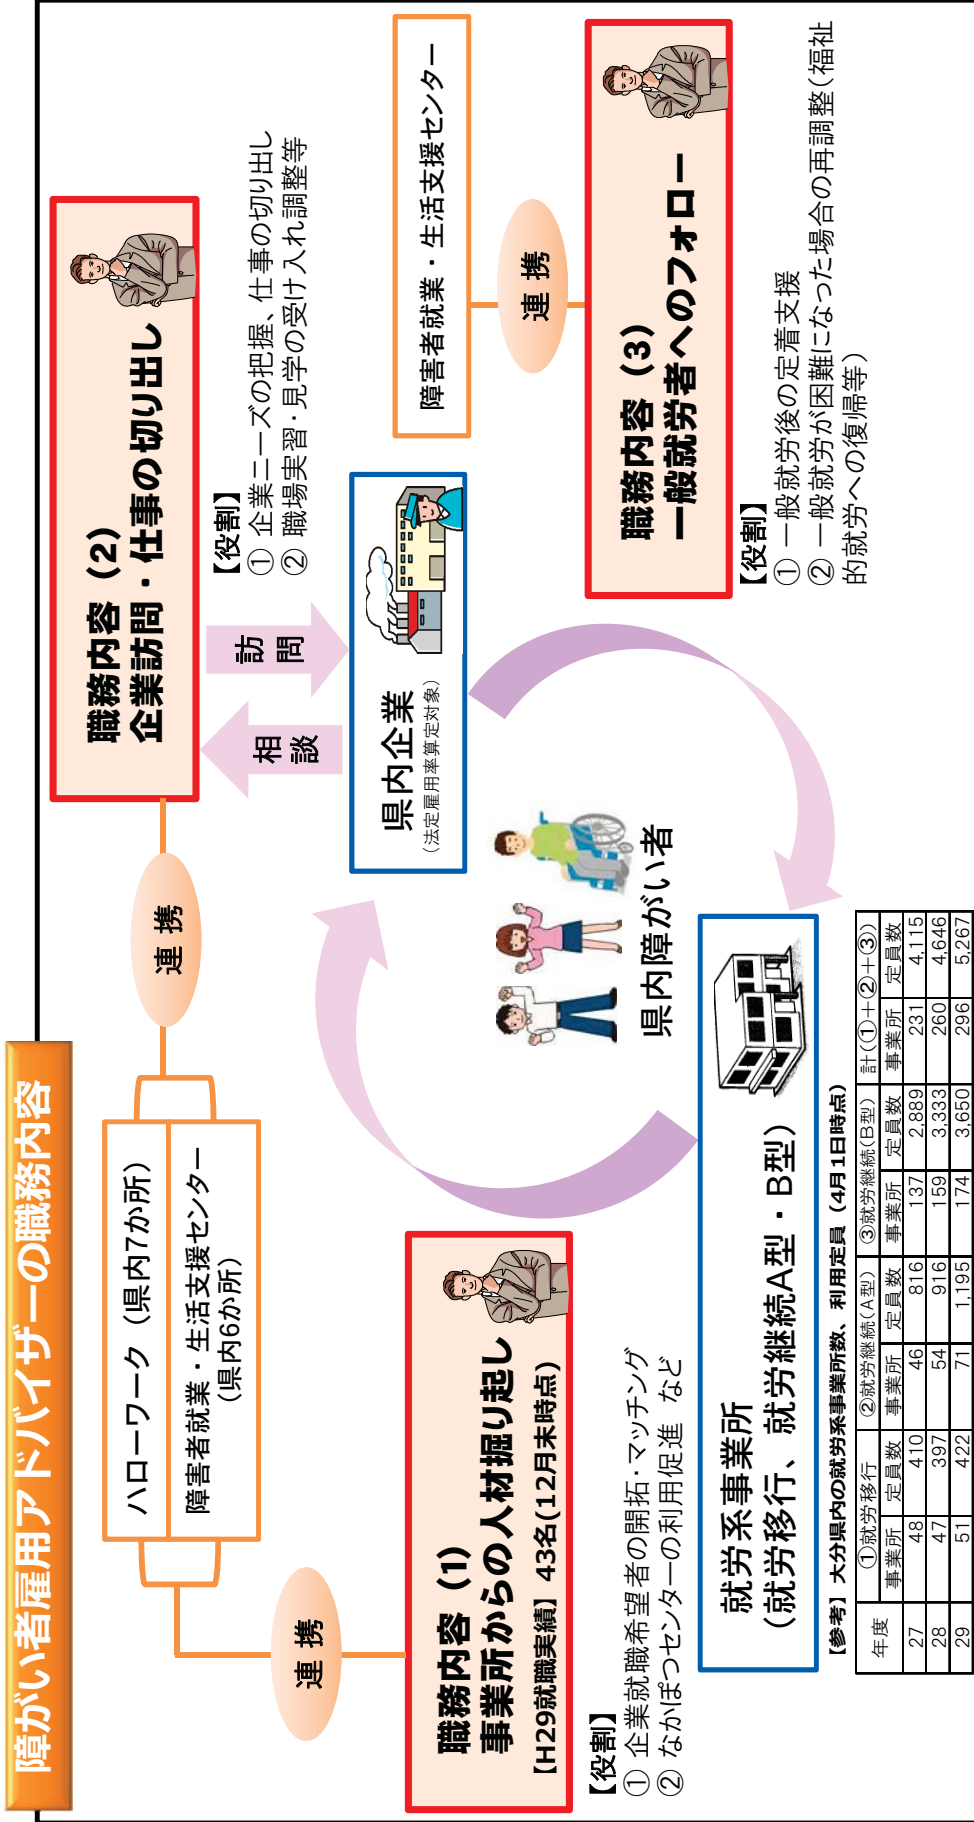 障がい者雇用アドバイザーの職務内容
ハローワーク（県内7か所）
障害者就業・生活支援センター
（県内6か所）
連 携
連 携
職務内容（1）
事業所からの人材掘り起し
【H29就職実績】 43名(12月末時点)
【役割】
① 企業就職希望者の開拓・マッチング
② なかぽつセンターの利用促進 など
職務内容（2）
企業訪問・仕事の切り出し
【役割】
① 企業ニーズの把握、仕事の切り出し
② 職場実習・見学の受け入れ調整等
相
談
訪
問
県内企業
（法定雇用率算定対象）
障害者就業・生活支援センター
連 携
職務内容（3）
一般就労者へのフォロー
【役割】
① 一般就労後の定着支援
② 一般就労が困難になった場合の再調整（福祉
的就労への復帰等）
県内障がい者
就労系事業所
（就労移行、就労継続A型・B型）
【参考】大分県内の就労系事業所数、利用定員（4月1日時点）
年度 ①就労移行 ②就労継続(A型) ③就労継続(B型) 計(①+②+③)
事業所 定員数 事業所 定員数 事業所 定員数 事業所 定員数
27 48 410 46 816 137 2,889 231 4,115
28 47 397 54 916 159 3,333 260 4,646
29 51 422 71 1,195 174 3,650 296 5,267